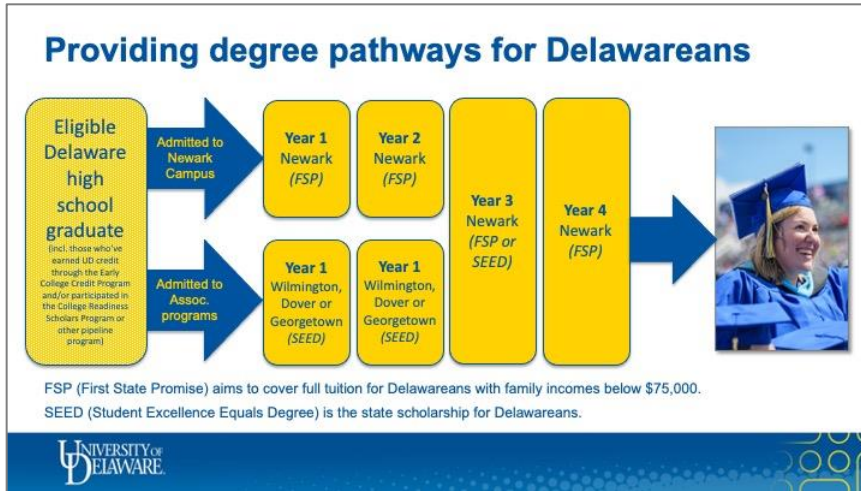 Providing degree pathways for Delawareans
Eligible
Delaware
high
school
graduate
(incl. those who've
earned UD credit
through the Early
College Credit Program
and/or participated in
the College Readiness
Scholars Program or
other pipeline
program)
Admitted to
Newark
Campus
Year 1
Newark
(FSP)
Year 2
Newark
(FSP)
Admitted to
Assoc.
programs
Year 1
Wilmington,
Dover or
Georgetown
(SEED)
Year 1
Wilmington,
Dover or
Georgetown
(SEED)
Year 3
Newark
(FSP or
SEED)
Year 4
Newark
(FSP)
FSP (First State Promise) aims to cover full tuition for Delawareans with family incomes below $75,000.
SEED (Student Excellence Equals Degree) is the state scholarship for Delawareans.
UNIVERSITY OF
DELAWARE.